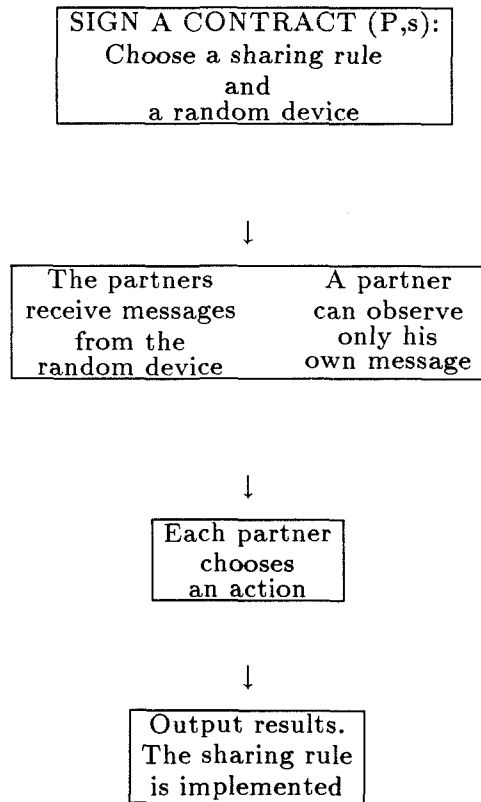 SIGN A CONTRACT (P,s):
Choose a sharing rule
and
a random device
↓
The partners
receive messages
from the
random device
A partner
can observe
only his
own message
↓
Each partner
chooses
an action
↓
Output results.
The sharing rule
is implemented